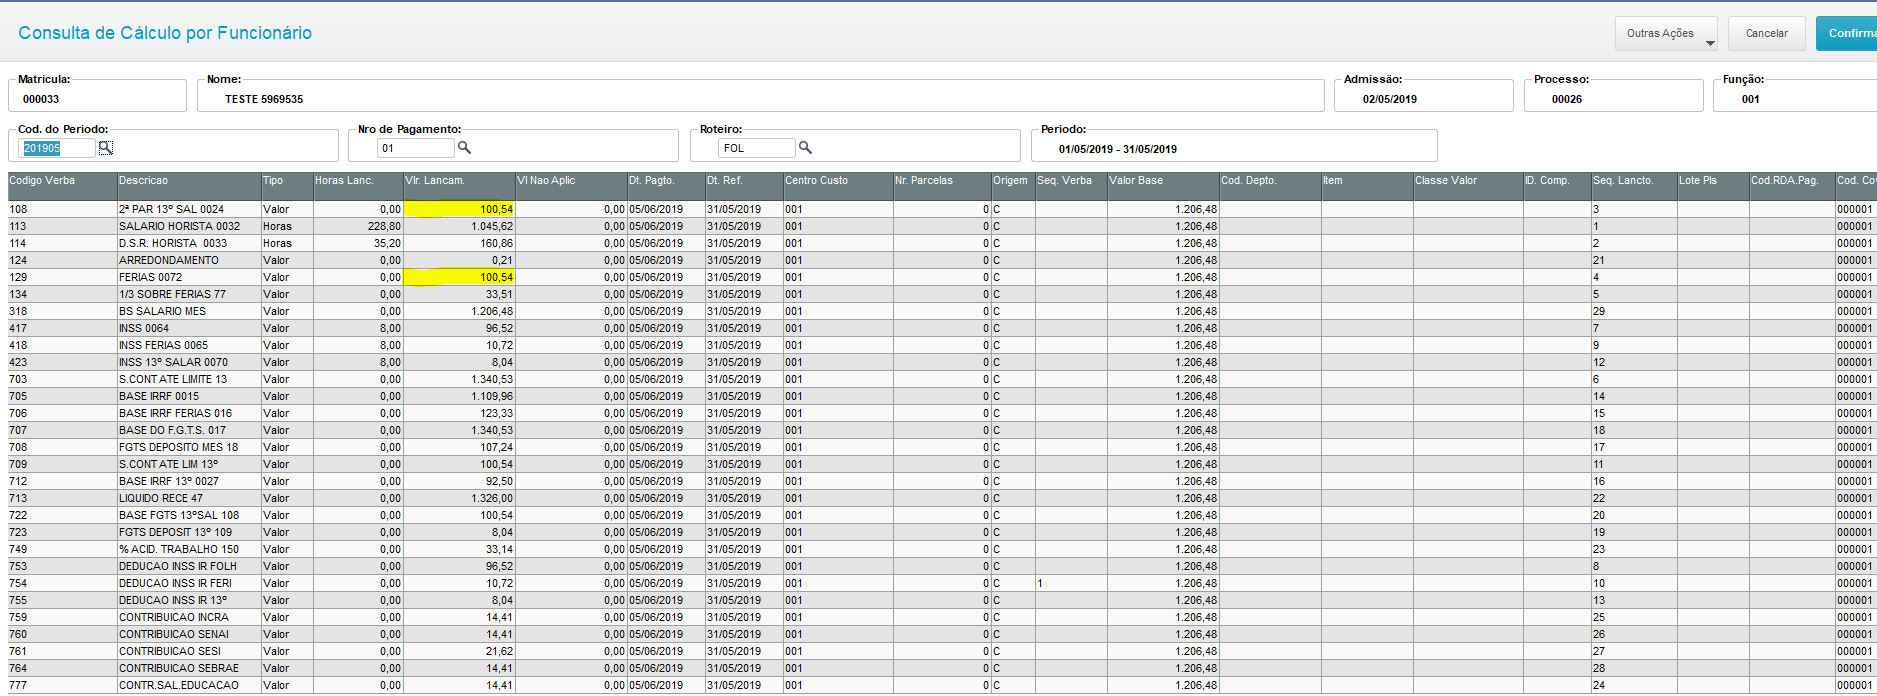 Consulta de Cálculo por Funcionário
Outras Ações
Cancelar
Confirma
Matricula: Nome: Admissão: Processo: Função:
000033 TESTE 5969535 02/05/2019 00026 001
Cod. do Periodo: Nro de Pagamento: Roteiro: Periodo:
201905 01 FOL 01/05/2019 - 31/05/2019
Codigo Verba Descricao Tipo Horas Lanc. Vlr. Lancam. Vl Nao Aplic Dt. Pagto. Dt. Ref. Centro Custo Nr. Parcelas Origem Seq. Verba Valor Base Cod. Depto. Item Classe Valor ID. Comp. Seq. Lancto. Lote Pls Cod.RDA.Pag. Cod. Co
108 2ª PAR 13º SAL 0024 Valor 0,00 100,54 0,00 05/06/2019 31/05/2019 001 0 C 1.206,48 3 000001
113 SALARIO HORISTA 0032 Horas 228,80 1.045,62 0,00 05/06/2019 31/05/2019 001 0 C 1.206,48 1 000001
114 D.S.R. HORISTA 0033 Horas 35,20 160,86 0,00 05/06/2019 31/05/2019 001 0 C 1.206,48 2 000001
124 ARREDONDAMENTO Valor 0,00 0,21 0,00 05/06/2019 31/05/2019 001 0 C 1.206,48 21 000001
129 FERIAS 0072 Valor 0,00 100,54 0,00 05/06/2019 31/05/2019 001 0 C 1.206,48 4 000001
134 1/3 SOBRE FERIAS 77 Valor 0,00 33,51 0,00 05/06/2019 31/05/2019 001 0 C 1.206,48 5 000001
318 BS SALARIO MES Valor 0,00 1.206,48 0,00 05/06/2019 31/05/2019 001 0 C 1.206,48 29 000001
417 INSS 0064 Valor 8,00 96,52 0,00 05/06/2019 31/05/2019 001 0 C 1.206,48 7 000001
418 INSS FERIAS 0065 Valor 8,00 10,72 0,00 05/06/2019 31/05/2019 001 0 C 1.206,48 9 000001
423 INSS 13º SALAR 0070 Valor 8,00 8,04 0,00 05/06/2019 31/05/2019 001 0 C 1.206,48 12 000001
703 S.CONT ATE LIMITE 13 Valor 0,00 1.340,53 0,00 05/06/2019 31/05/2019 001 0 C 1.206,48 6 000001
705 BASE IRRF 0015 Valor 0,00 1.109,96 0,00 05/06/2019 31/05/2019 001 0 C 1.206,48 14 000001
706 BASE IRRF FERIAS 016 Valor 0,00 123,33 0,00 05/06/2019 31/05/2019 001 0 C 1.206,48 15 000001
707 BASE DO F.G.T.S. 017 Valor 0,00 1.340,53 0,00 05/06/2019 31/05/2019 001 0 C 1.206,48 18 000001
708 FGTS DEPOSITO MES 18 Valor 0,00 107,24 0,00 05/06/2019 31/05/2019 001 0 C 1.206,48 17 000001
709 S.CONT ATE LIM 13º Valor 0,00 100,54 0,00 05/06/2019 31/05/2019 001 0 C 1.206,48 11 000001
712 BASE IRRF 13º 0027 Valor 0,00 92,50 0,00 05/06/2019 31/05/2019 001 0 C 1.206,48 16 000001
713 LIQUIDO RECE 47 Valor 0,00 1.326,00 0,00 05/06/2019 31/05/2019 001 0 C 1.206,48 22 000001
722 BASE FGTS 13ºSAL 108 Valor 0,00 100,54 0,00 05/06/2019 31/05/2019 001 0 C 1.206,48 20 000001
723 FGTS DEPOSIT 13º 109 Valor 0,00 8,04 0,00 05/06/2019 31/05/2019 001 0 C 1.206,48 19 000001
749 % ACID. TRABALHO 150 Valor 0,00 33,14 0,00 05/06/2019 31/05/2019 001 0 C 1.206,48 23 000001
753 DEDUCAO INSS IR FOLH Valor 0,00 96,52 0,00 05/06/2019 31/05/2019 001 0 C 1.206,48 8 000001
754 DEDUCAO INSS IR FERI Valor 0,00 10,72 0,00 05/06/2019 31/05/2019 001 0 C 1 1.206,48 10 000001
755 DEDUCAO INSS IR 13º Valor 0,00 8,04 0,00 05/06/2019 31/05/2019 001 0 C 1.206,48 13 000001
759 CONTRIBUICAO INCRA Valor 0,00 14,41 0,00 05/06/2019 31/05/2019 001 0 C 1.206,48 25 000001
760 CONTRIBUICAO SENAI Valor 0,00 14,41 0,00 05/06/2019 31/05/2019 001 0 C 1.206,48 26 000001
761 CONTRIBUICAO SESI Valor 0,00 21,62 0,00 05/06/2019 31/05/2019 001 0 C 1.206,48 27 000001
764 CONTRIBUICAO SEBRAE Valor 0,00 14,41 0,00 05/06/2019 31/05/2019 001 0 C 1.206,48 28 000001
777 CONTR.SAL.EDUCACAO Valor 0,00 14,41 0,00 05/06/2019 31/05/2019 001 0 C 1.206,48 24 000001